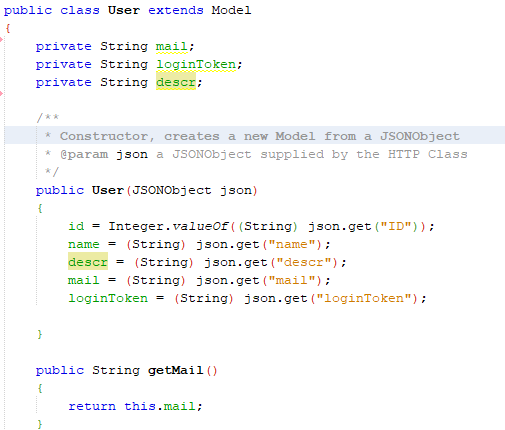 public class User extends Model
{
    private String mail;
    private String loginToken;
    private String descr;
    /**
     * Constructor, creates a new Model from a JSONObject
     * @param json a JSONObject supplied by the HTTP Class
     */
    public User(JSONObject json)
    {
        id = Integer.valueOf((String) json.get("ID"));
        name = (String) json.get("name");
        descr = (String) json.get("descr");
        mail = (String) json.get("mail");
        loginToken = (String) json.get("loginToken");
    }
    public String getMail()
    {
        return this.mail;
    }